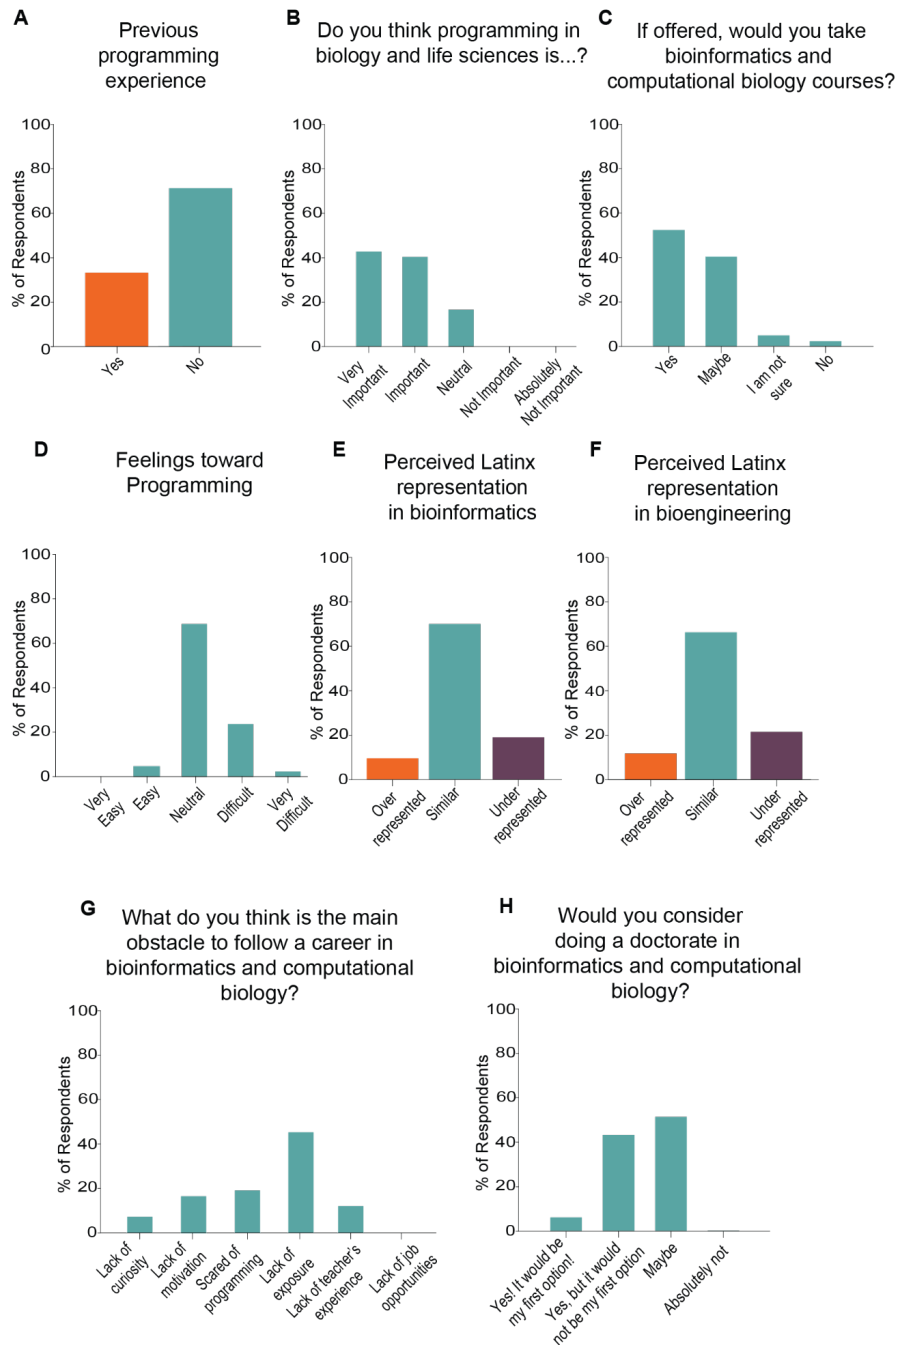 A
Previous
programming
experience
% of Respondents
100
80
60
40
20
0
Yes
No
B
Do you think programming in
biology and life sciences is...?
% of Respondents
100
80
60
40
20
0
Very
Important
Important
Neutral
Not Important
Absolutely
Not Important
C
If offered, would you take
bioinformatics and
computational biology courses?
% of Respondents
100
80
60
40
20
0
Yes
Maybe
I am not
sure
No
D
Feelings toward
Programming
% of Respondents
100
80
60
40
20
0
Very
Easy
Easy
Neutral
Difficult
Very
Difficult
E
Perceived Latinx
representation
in bioinformatics
% of Respondents
100
80
60
40
20
0
Over
represented
Similar
Under
represented
F
Perceived Latinx
representation
in bioengineering
% of Respondents
100
80
60
40
20
0
Over
represented
Similar
Under
represented
G
What do you think is the main
obstacle to follow a career in
bioinformatics and computational
biology?
% of Respondents
100
80
60
40
20
0
Lack of
curiosity
Lack of
motivation
Scared of
programming
Lack of
exposure
Lack of teacher's
experience
Lack of job
opportunities
H
Would you consider
doing a doctorate in
bioinformatics and computational
biology?
% of Respondents
100
80
60
40
20
0
Yes! It would be
my first option!
Yes, but it would
not be my first option
Maybe
Absolutely not